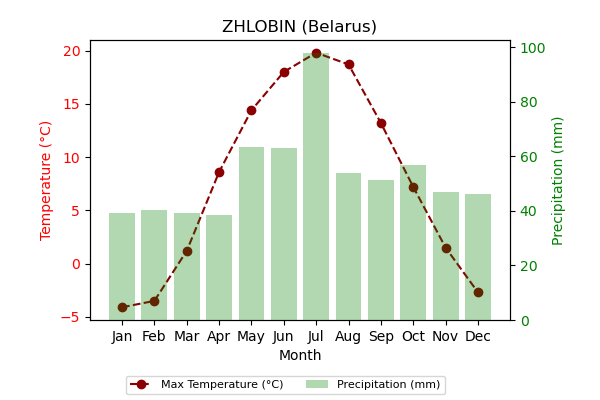 ZHLOBIN (Belarus)
20
15
10
5
0
−5
Temperature (°C)
100
80
60
40
20
0
Precipitation (mm)
Jan Feb Mar Apr May Jun Jul Aug Sep Oct Nov Dec
Month
Max Temperature (°C) Precipitation (mm)